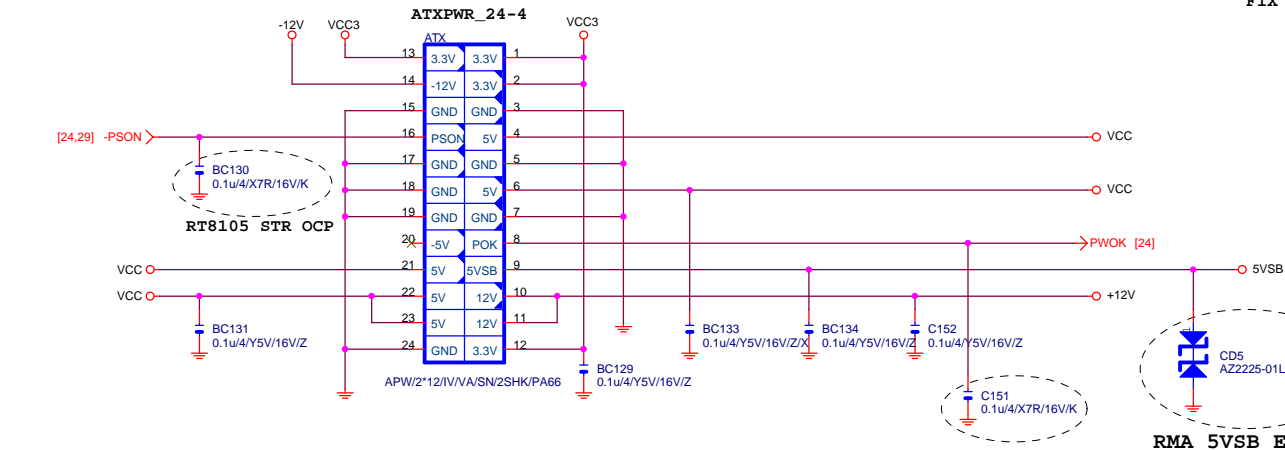 FIX
ATXPWR_24-4
-12V VCC3 VCC3
ATX
13 3.3V 3.3V 1
14 -12V 3.3V 2
15 GND GND 3
[24,29] -PSON 16 PSON 5V 4 VCC
17 GND GND 5
BC130
0.1u/4/X7R/16V/K
18 GND 5V 6 VCC
RT8105 STR OCP
19 GND GND 7
20 -5V POK 8 PWOK [24]
VCC 21 5V 5VSB 9 5VSB
VCC 22 5V 12V 10 +12V
23 5V 12V 11
BC131
0.1u/4/Y5V/16V/Z
BC133
0.1u/4/Y5V/16V/Z/X
BC134
0.1u/4/Y5V/16V/Z
C152
0.1u/4/Y5V/16V/Z
1
CD5
AZ2225-01L
24 GND 3.3V 12
BC129
0.1u/4/Y5V/16V/Z
APW/2*12/IV/VA/SN/2SHK/PA66
C151
0.1u/4/X7R/16V/K
RMA 5VSB E